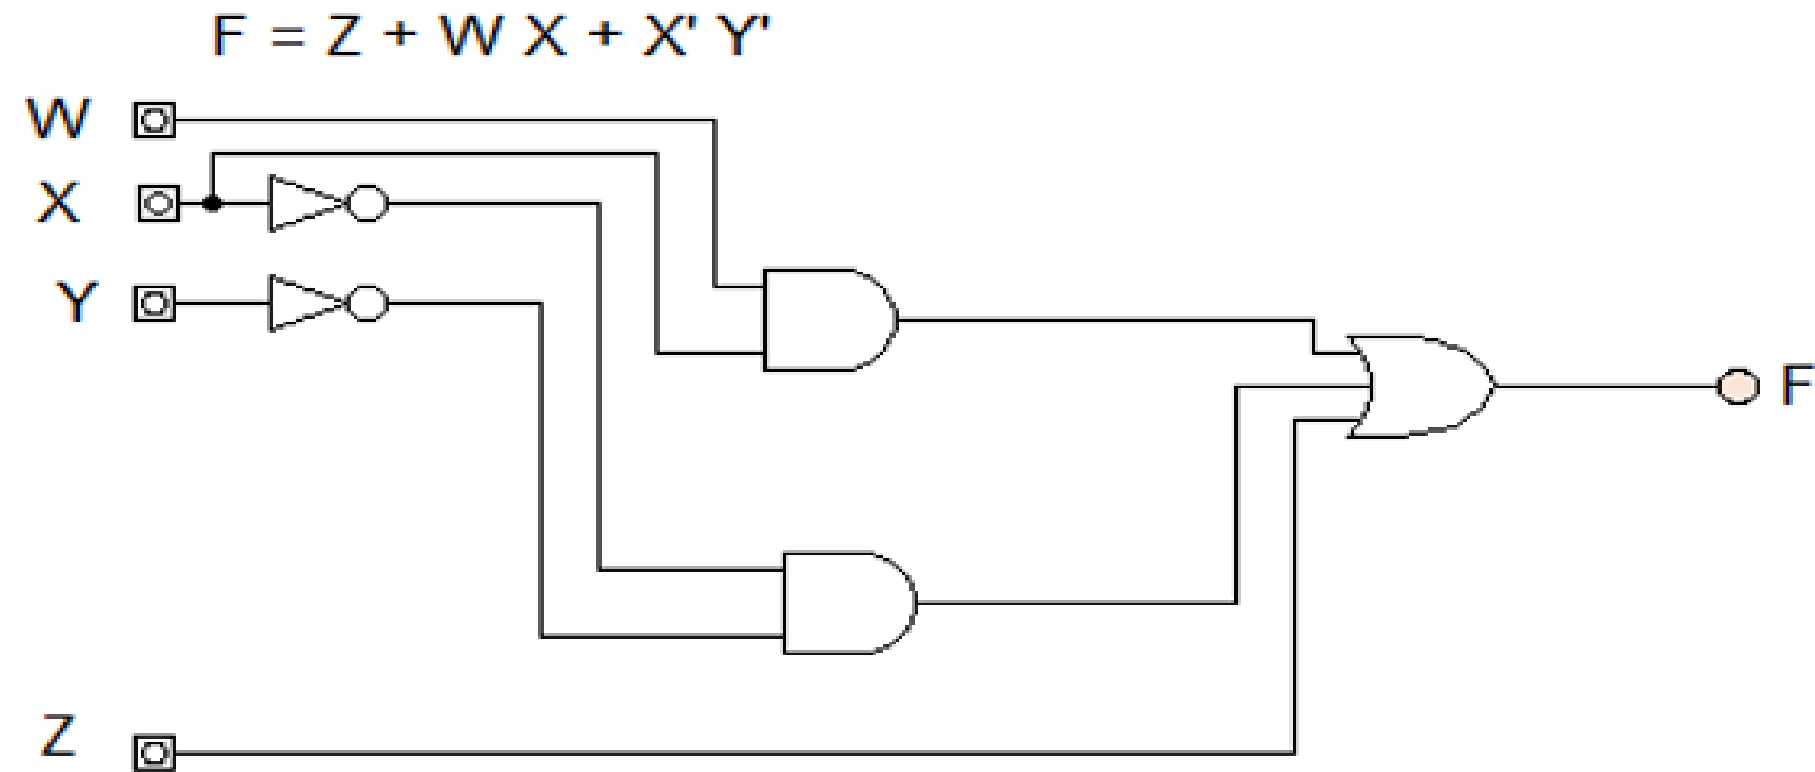 F = Z + W X + X' Y'
W
X
Y
F
Z